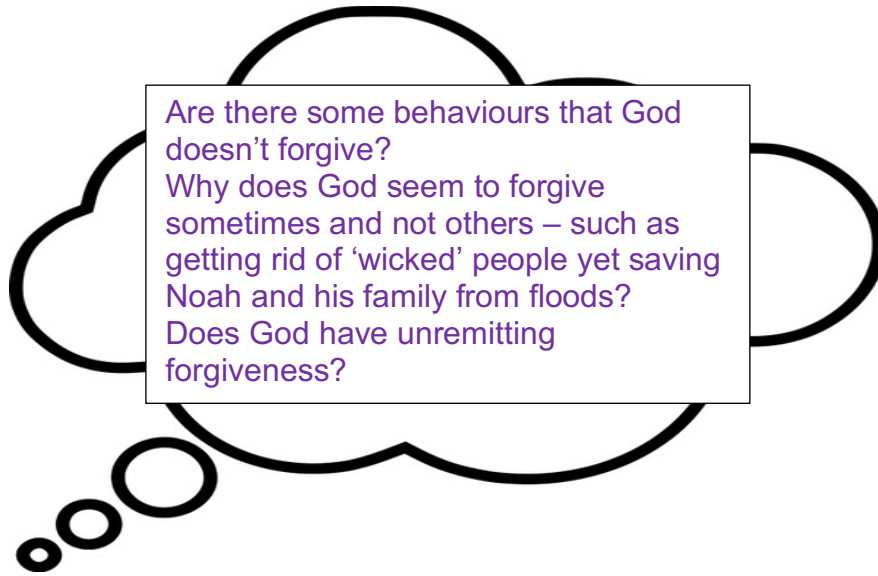 Are there some behaviours that God
doesn’t forgive?
Why does God seem to forgive
sometimes and not others – such as
getting rid of ‘wicked’ people yet saving
Noah and his family from floods?
Does God have unremitting
forgiveness?